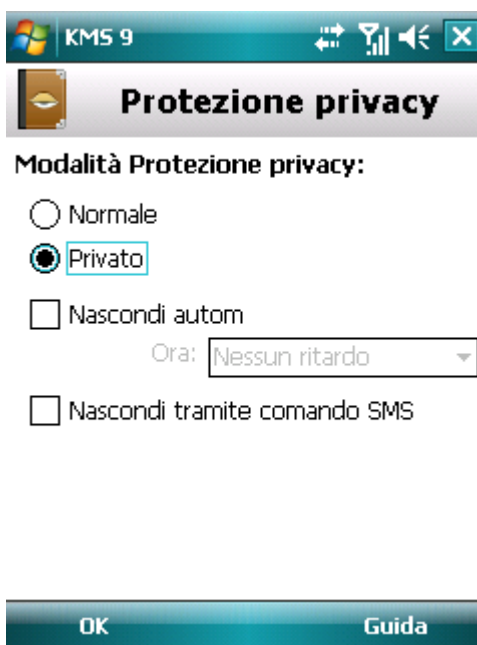 KMS 9
Protezione privacy
Modalità Protezione privacy:
Normale
Privato
Nascondi autom
Ora: Nessun ritardo
Nascondi tramite comando SMS
OK Guida